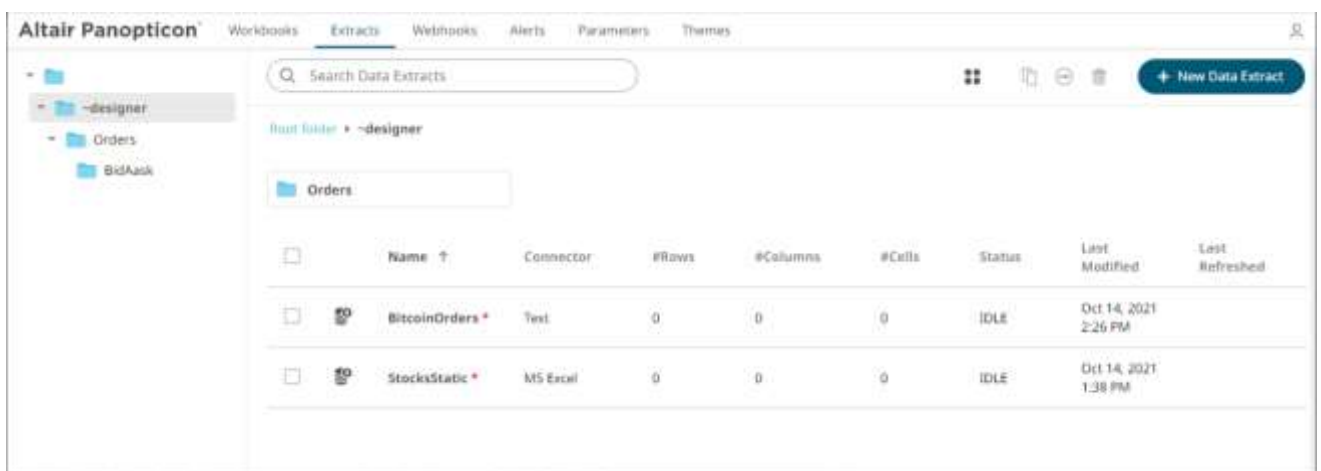 Altair Panopticon Workbooks Extracts Webhooks Alerts Parameters Themes
Search Data Extracts + New Data Extract
~designer
Orders
BidAask
Root folder ▸ ~designer
Orders
Name ↑ Connector #Rows #Columns #Cells Status Last Modified Last Refreshed
BitcoinOrders * Text 0 0 0 IDLE Oct 14, 2021 2:26 PM
StocksStatic * MS Excel 0 0 0 IDLE Oct 14, 2021 1:38 PM